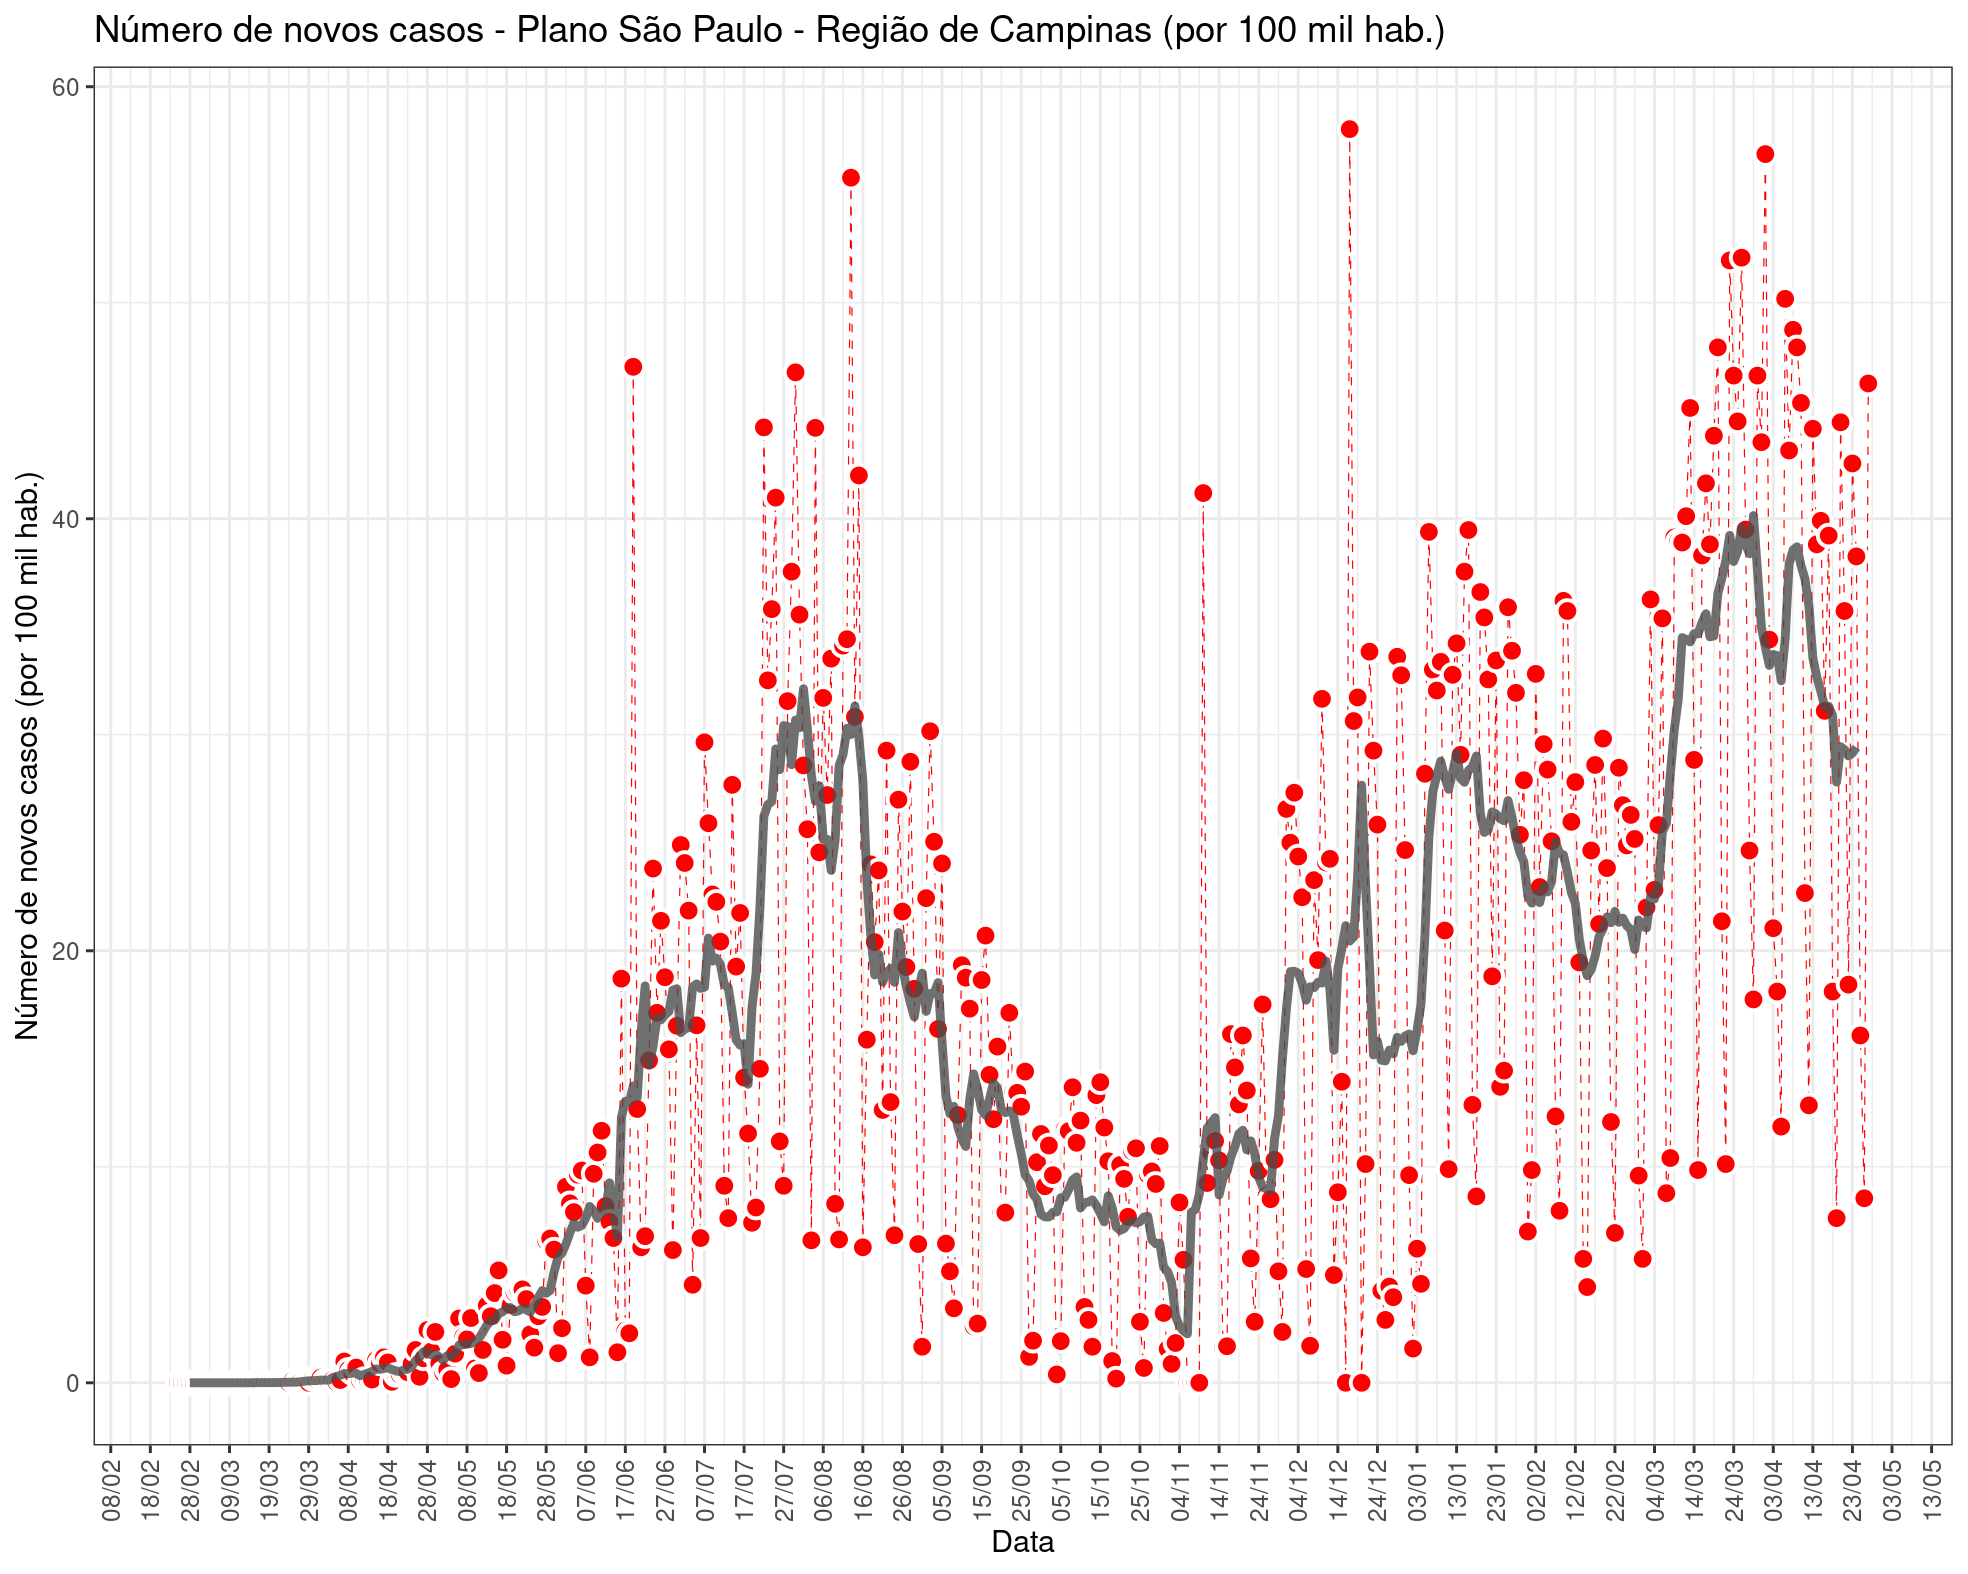 Número de novos casos - Plano São Paulo - Região de Campinas (por 100 mil hab.)
Número de novos casos (por 100 mil hab.)
60
40
20
0
08/02 18/02 28/02 09/03 19/03 29/03 08/04 18/04 28/04 08/05 18/05 28/05 07/06 17/06 27/06 07/07 17/07 27/07 06/08 16/08 26/08 05/09 15/09 25/09 05/10 15/10 25/10 04/11 14/11 24/11 04/12 14/12 24/12 03/01 13/01 23/01 02/02 12/02 22/02 04/03 14/03 24/03 03/04 13/04 23/04 03/05 13/05
Data